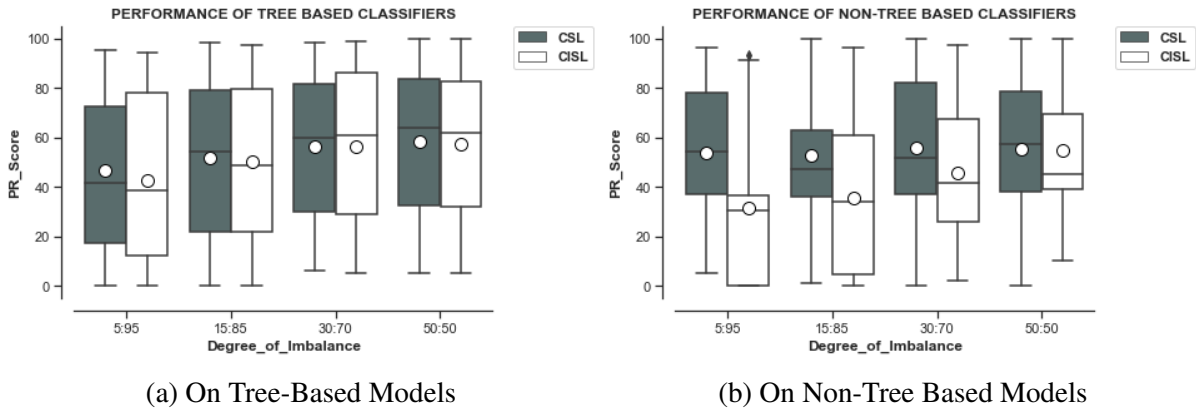 PERFORMANCE OF TREE BASED CLASSIFIERS
100
80
60
40
20
0
PR_Score
5:95 15:85 30:70 50:50
Degree_of_Imbalance
CSL
CISL
(a) On Tree-Based Models
PERFORMANCE OF NON-TREE BASED CLASSIFIERS
100
80
60
40
20
0
PR_Score
5:95 15:85 30:70 50:50
Degree_of_Imbalance
CSL
CISL
(b) On Non-Tree Based Models